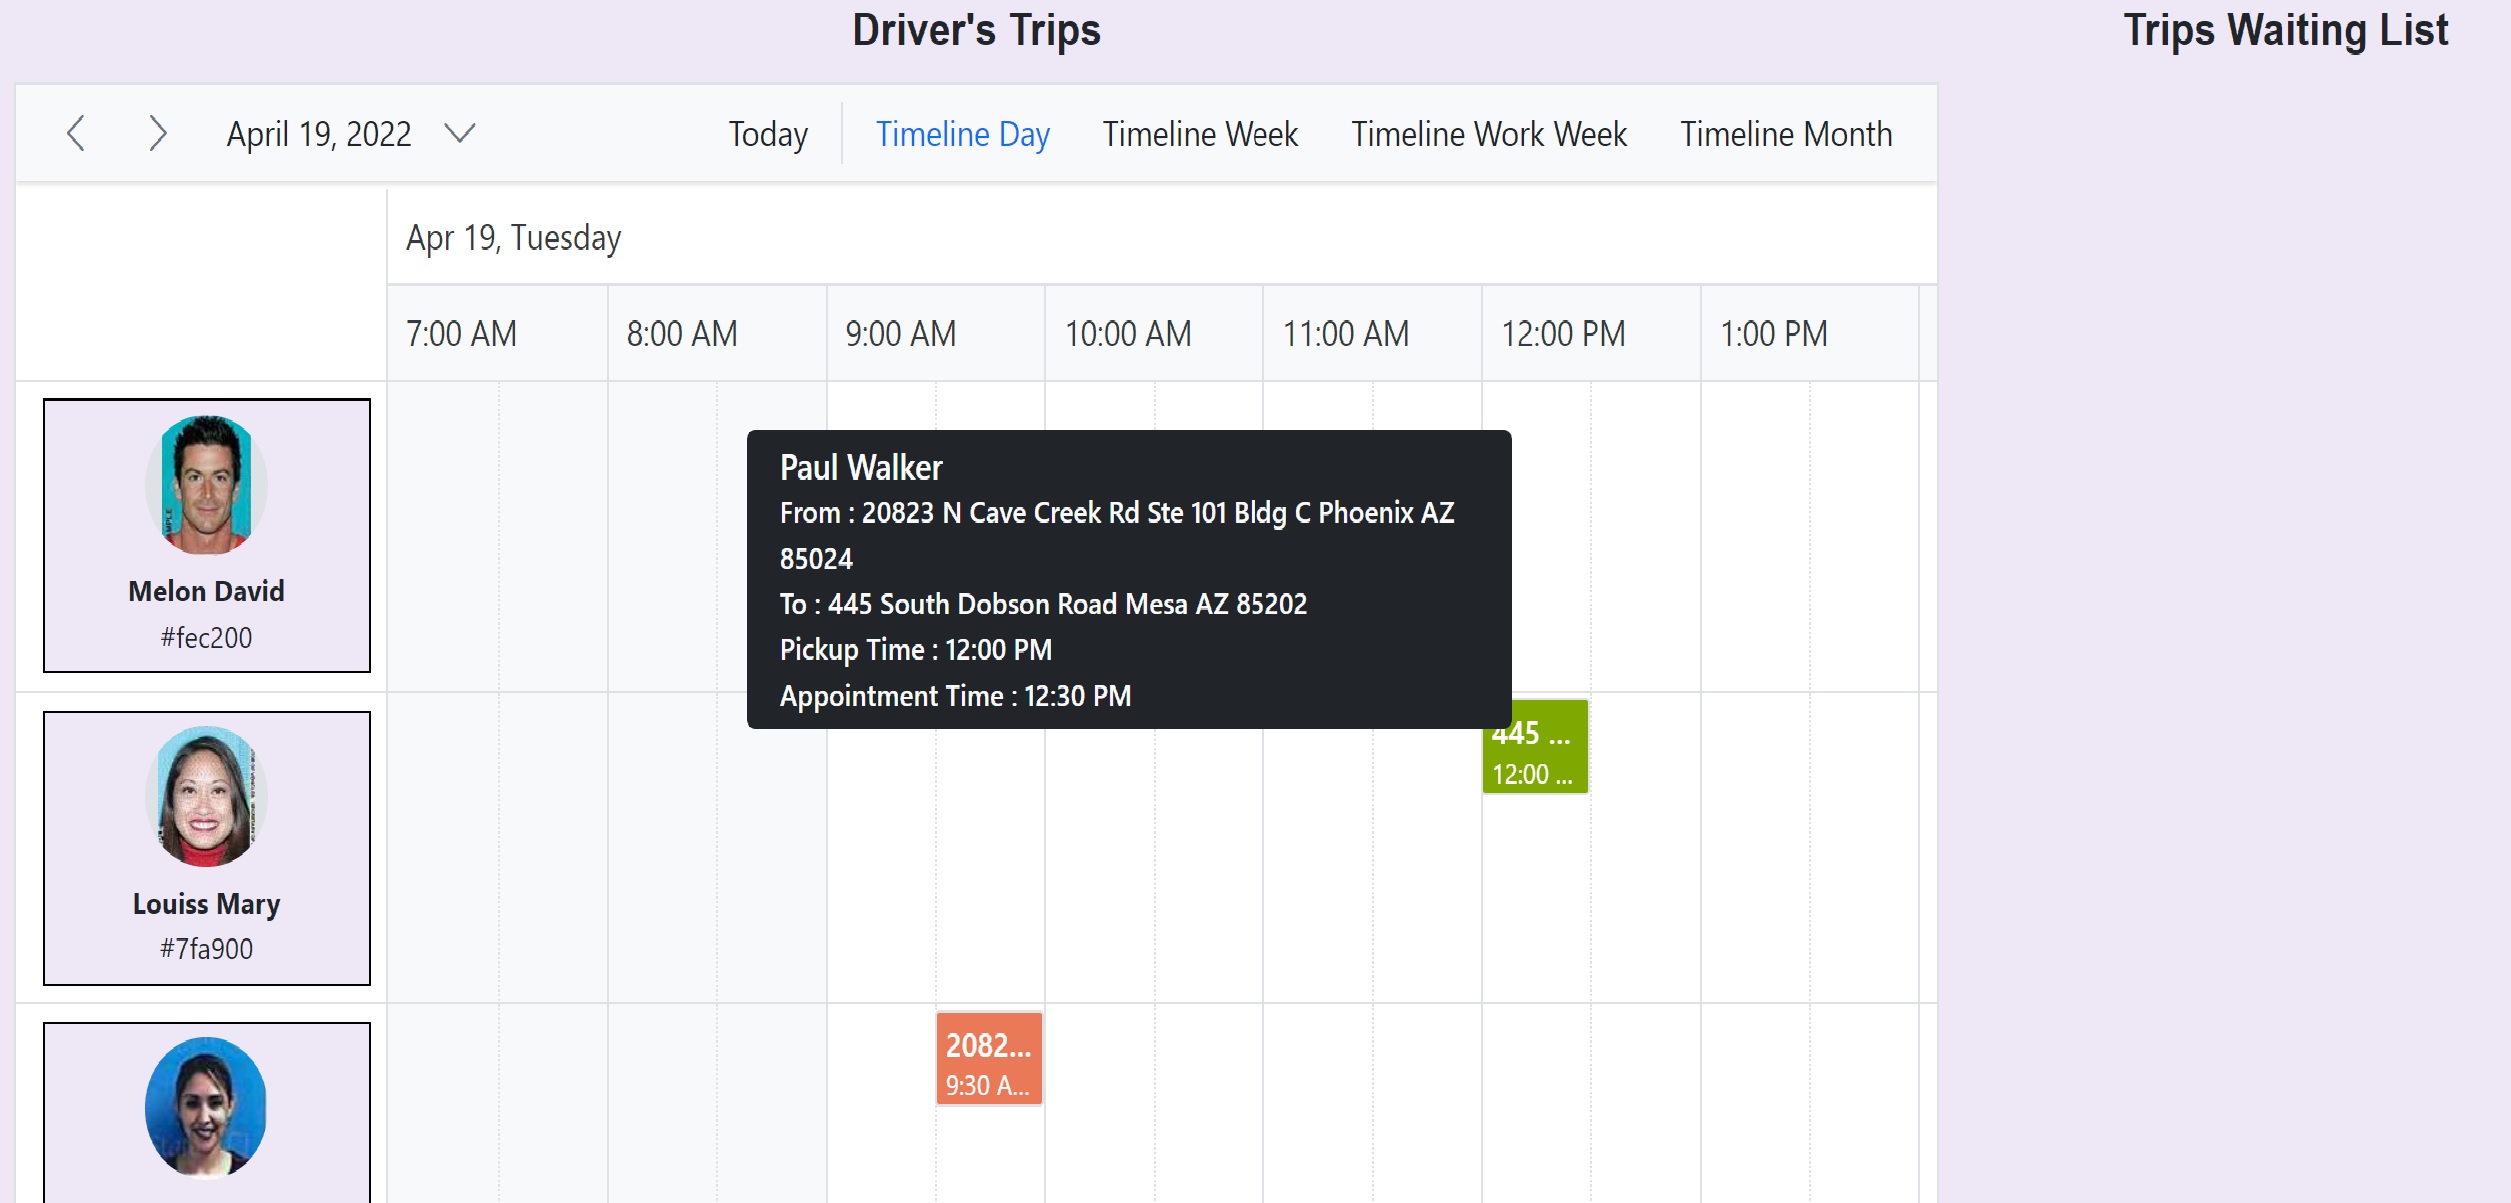 Driver's Trips
Trips Waiting List
April 19, 2022
Today
Timeline Day
Timeline Week
Timeline Work Week
Timeline Month
Apr 19, Tuesday
7:00 AM
8:00 AM
9:00 AM
10:00 AM
11:00 AM
12:00 PM
1:00 PM
Melon David
#fec200
Paul Walker
From : 20823 N Cave Creek Rd Ste 101 Bldg C Phoenix AZ
85024
To : 445 South Dobson Road Mesa AZ 85202
Pickup Time : 12:00 PM
Appointment Time : 12:30 PM
445 ...
12:00 ...
Louiss Mary
#7fa900
2082...
9:30 A...